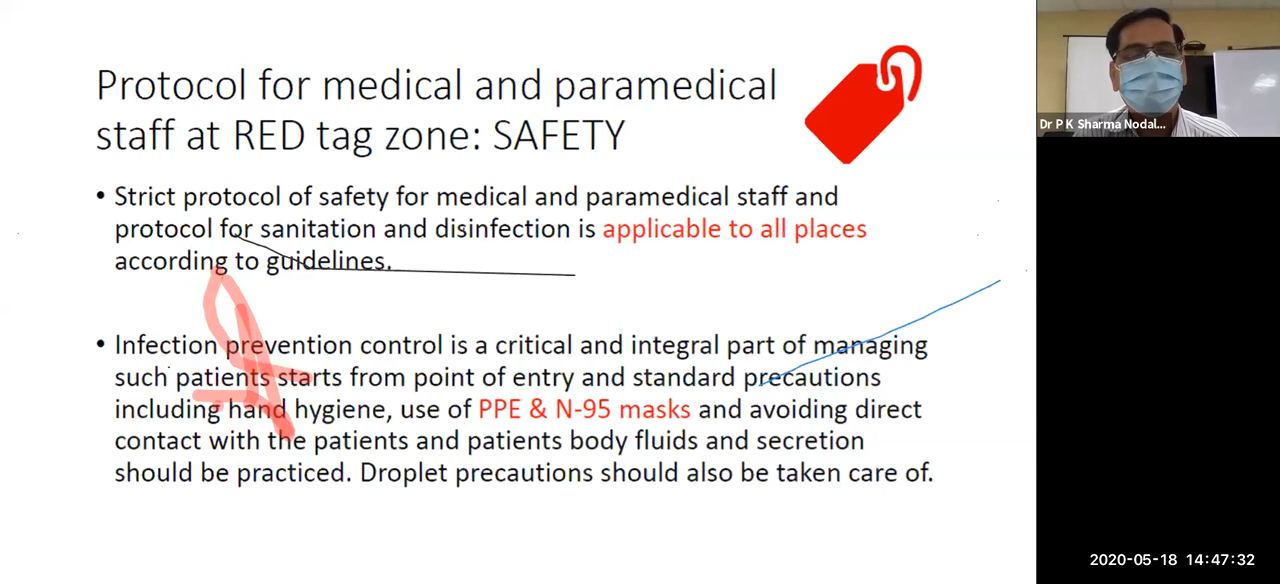 Protocol for medical and paramedical
staff at RED tag zone: SAFETY
• Strict protocol of safety for medical and paramedical staff and
protocol for sanitation and disinfection is applicable to all places
according to guidelines.
• Infection prevention control is a critical and integral part of managing
such patients starts from point of entry and standard precautions
including hand hygiene, use of PPE & N-95 masks and avoiding direct
contact with the patients and patients body fluids and secretion
should be practiced. Droplet precautions should also be taken care of.
Dr P K Sharma Nodal...
2020-05-18 14:47:32